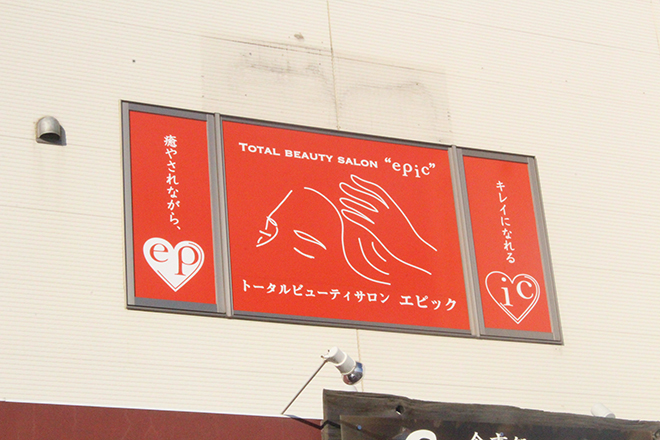 癒やされながら、
ep
TOTAL BEAUTY SALON “epic”
トータルビューティサロン エピック
キレイになれる
ic